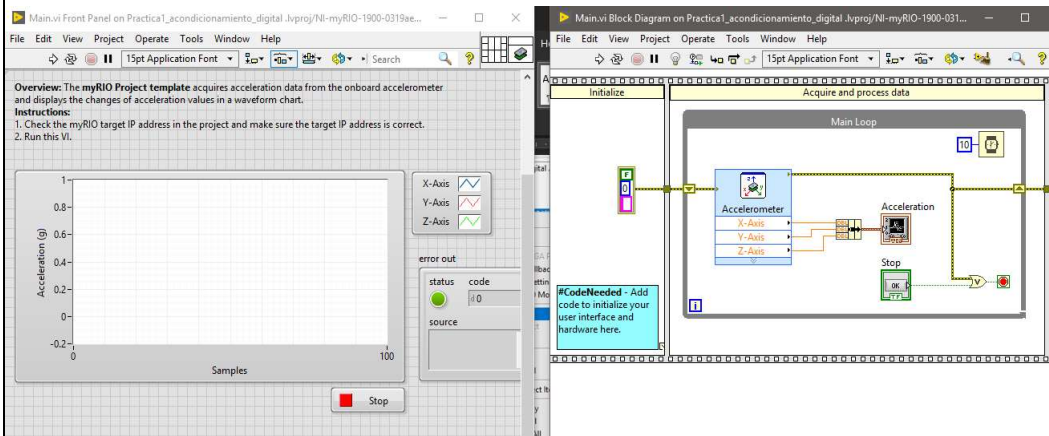 Main.vi Front Panel on Practica1_acondicionamiento_digital .lvproj/NI-myRIO-1900-0319ae...
File Edit View Project Operate Tools Window Help
15pt Application Font
Search
Overview: The myRIO Project template acquires acceleration data from the onboard accelerometer
and displays the changes of acceleration values in a waveform chart.
Instructions:
1. Check the myRIO target IP address in the project and make sure the target IP address is correct.
2. Run this VI.
1
0.8
0.6
0.4
0.2
0
-0.2
Acceleration (g)
0
100
Samples
X-Axis
Y-Axis
Z-Axis
error out
status code
d 0
source
Stop
Main.vi Block Diagram on Practica1_acondicionamiento_digital .lvproj/NI-myRIO-1900-031...
File Edit View Project Operate Tools Window Help
15pt Application Font
Initialize
Acquire and process data
Main Loop
10
F
0
Accelerometer
X-Axis
Y-Axis
Z-Axis
Acceleration
Stop
OK
TF
V
i
#CodeNeeded - Add
code to initialize your
user interface and
hardware here.